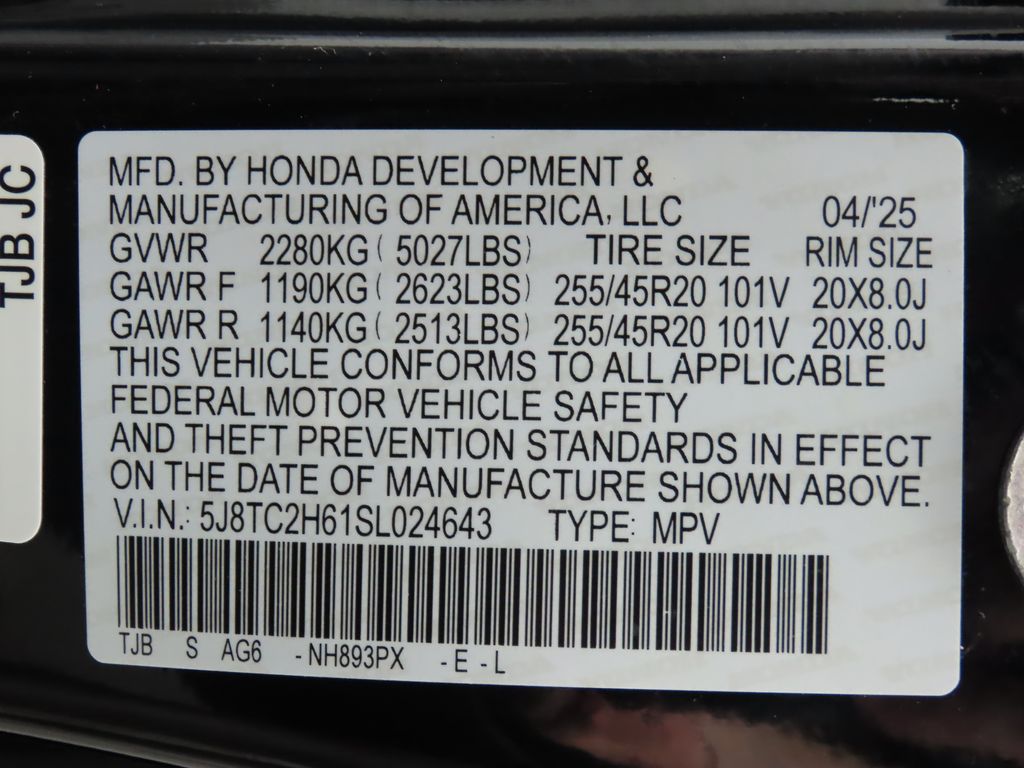 TJB JC
MFD. BY HONDA DEVELOPMENT &
MANUFACTURING OF AMERICA, LLC 04/'25
GVWR 2280KG ( 5027LBS) TIRE SIZE RIM SIZE
GAWR F 1190KG ( 2623LBS) 255/45R20 101V 20X8.0J
GAWR R 1140KG ( 2513LBS) 255/45R20 101V 20X8.0J
THIS VEHICLE CONFORMS TO ALL APPLICABLE
FEDERAL MOTOR VEHICLE SAFETY
AND THEFT PREVENTION STANDARDS IN EFFECT
ON THE DATE OF MANUFACTURE SHOWN ABOVE.
V.I.N.: 5J8TC2H61SL024643 TYPE: MPV
TJB S AG6 -NH893PX -E -L